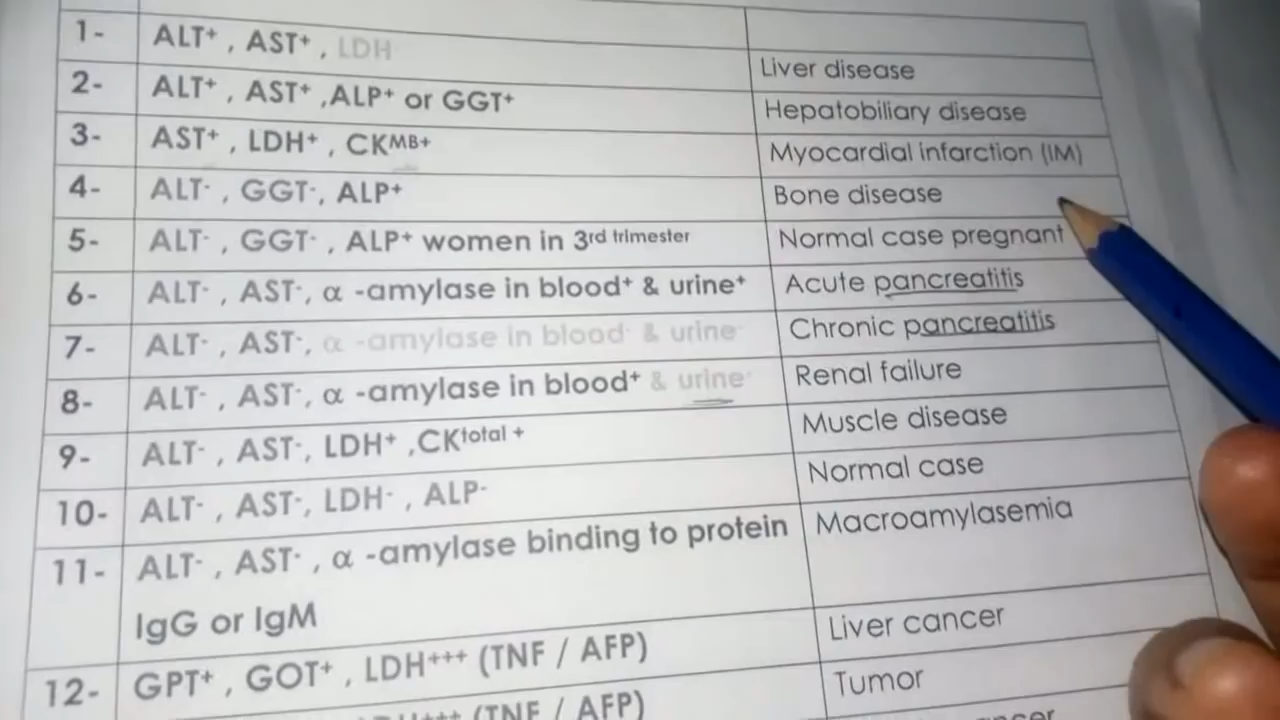 1- ALT⁺ , AST⁺ , LDH
Liver disease
2- ALT⁺ , AST⁺ ,ALP⁺ or GGT⁺
Hepatobiliary disease
3- AST⁺ , LDH⁺ , CKᴹᴮ⁺
Myocardial infarction (IM)
4- ALT⁻ , GGT⁻, ALP⁺
Bone disease
5- ALT⁻ , GGT⁻ , ALP⁺ women in 3rd trimester
Normal case pregnant
6- ALT⁻ , AST⁻, α -amylase in blood⁺ & urine⁺
Acute pancreatitis
7- ALT⁻ , AST⁻, α -amylase in blood⁻ & urine⁻
Chronic pancreatitis
8- ALT⁻ , AST⁻, α -amylase in blood⁺ & urine⁻
Renal failure
9- ALT⁻ , AST⁻, LDH⁺ ,CKtotal +
Muscle disease
10- ALT⁻ , AST⁻, LDH⁻ , ALP⁻
Normal case
11- ALT⁻ , AST⁻ , α -amylase binding to protein
IgG or IgM
Macroamylasemia
12- GPT⁺ , GOT⁺ , LDH⁺⁺⁺ (TNF / AFP)
Liver cancer
Tumor
(TNF / AFP)